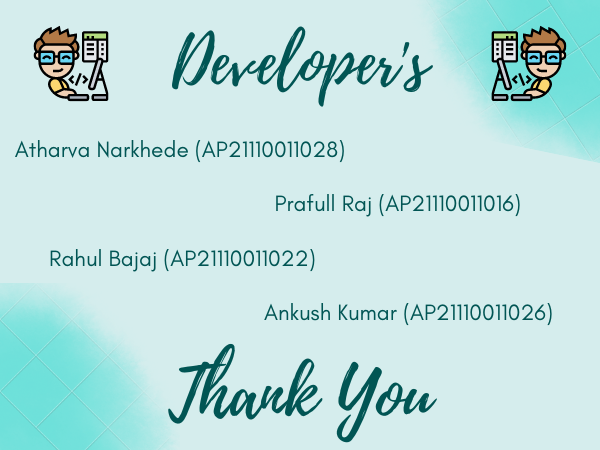 Developer's
Atharva Narkhede (AP21110011028)
Prafull Raj (AP21110011016)
Rahul Bajaj (AP21110011022)
Ankush Kumar (AP21110011026)
Thank You